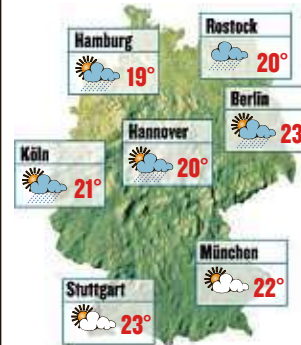 Hamburg
19°
Rostock
20°
Berlin
23
Hannover
20°
Köln
21°
München
22°
Stuttgart
23°